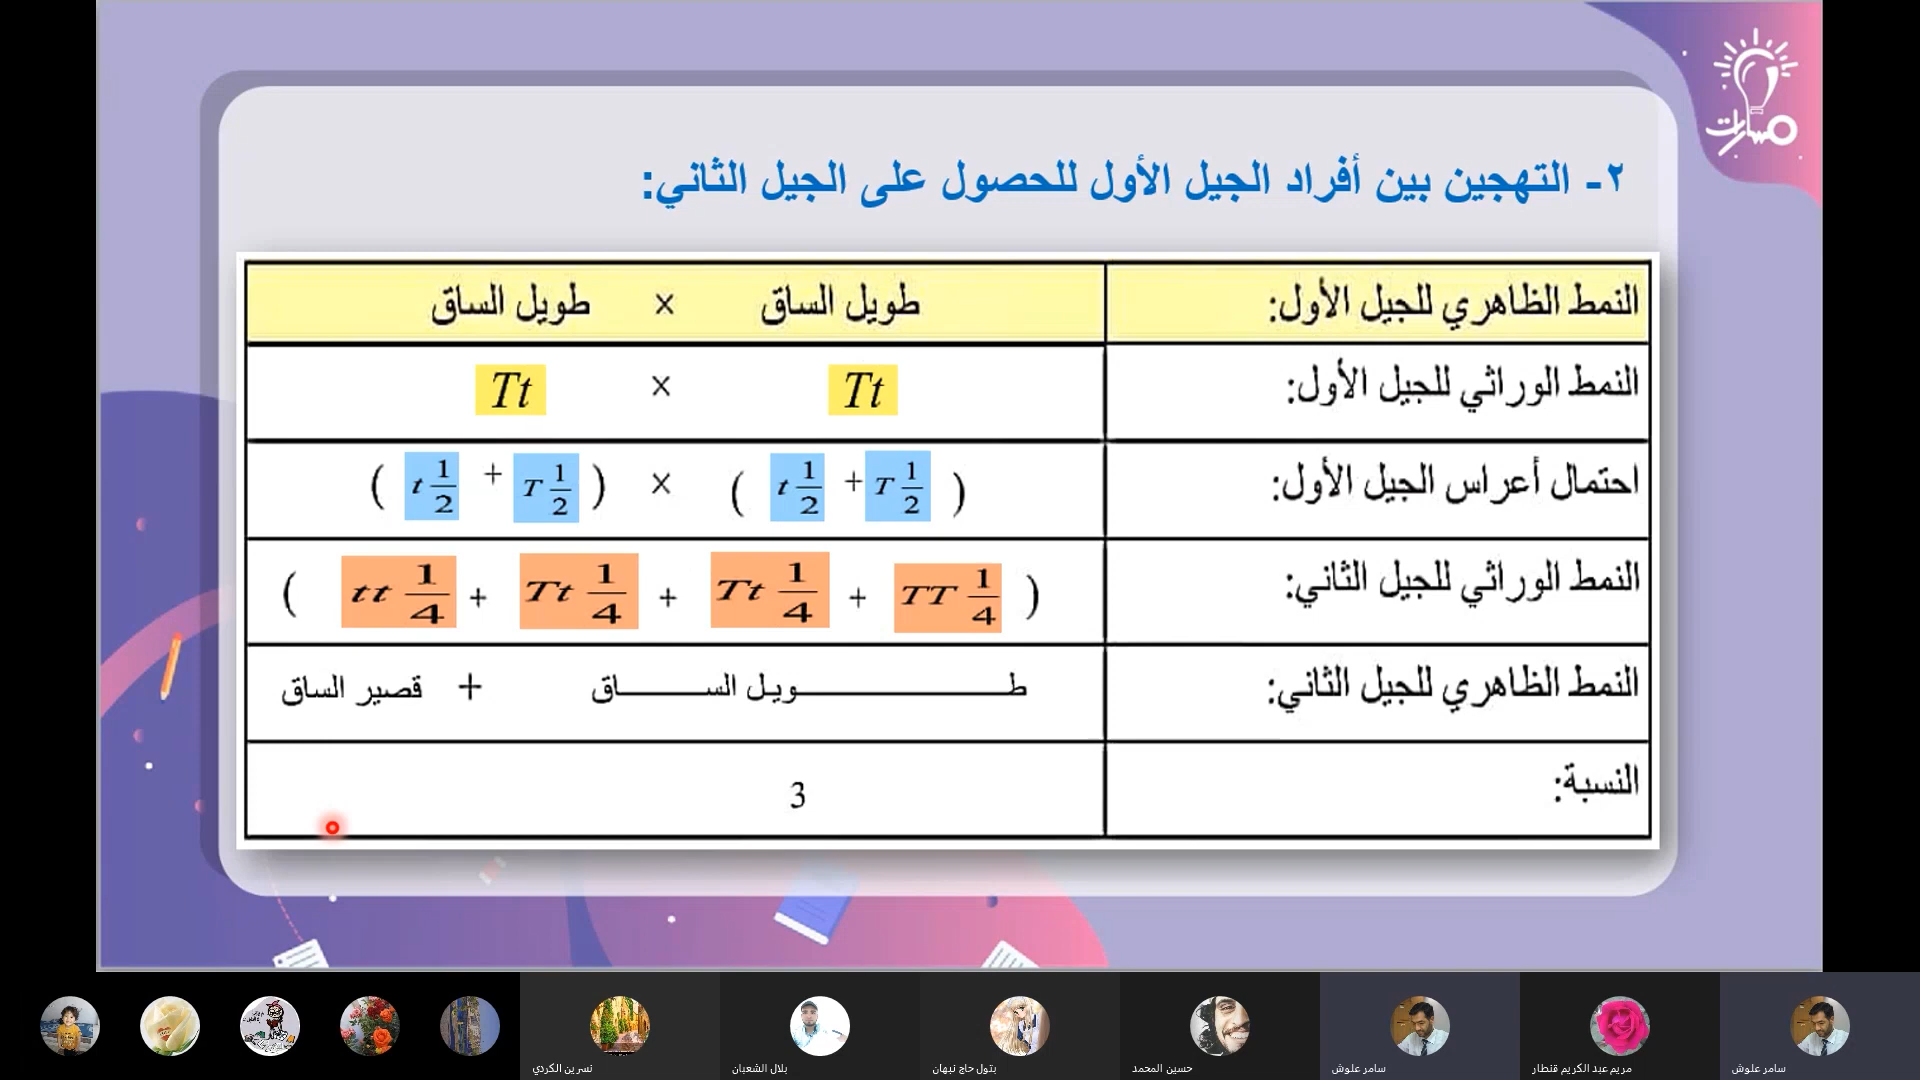 مسارات
٢- التهجين بين أفراد الجيل الأول للحصول على الجيل الثاني:
النمط الظاهري للجيل الأول: طويل الساق × طويل الساق
النمط الوراثي للجيل الأول: Tt × Tt
احتمال أعراس الجيل الأول: ( T 1/2 + t 1/2 ) × ( T 1/2 + t 1/2 )
النمط الوراثي للجيل الثاني: ( TT 1/4 + Tt 1/4 + Tt 1/4 + tt 1/4 )
النمط الظاهري للجيل الثاني: طـــويـل الســـاق + قصير الساق
النسبة: 3
نسرين الكردي
بلال الشعبان
بتول حاج نبهان
حسين المحمد
سامر علوش
مريم عبد الكريم قنطار
سامر علوش